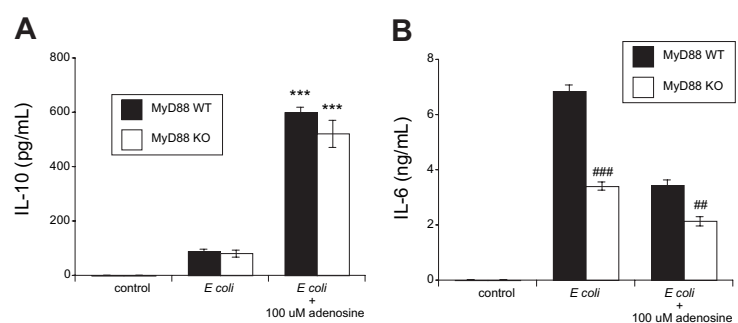 A
IL-10 (pg/mL)
800
600
400
200
0
MyD88 WT
MyD88 KO
***
***
control
E coli
E coli
+
100 uM adenosine
B
IL-6 (ng/mL)
8
6
4
2
0
MyD88 WT
MyD88 KO
###
##
control
E coli
E coli
+
100 uM adenosine